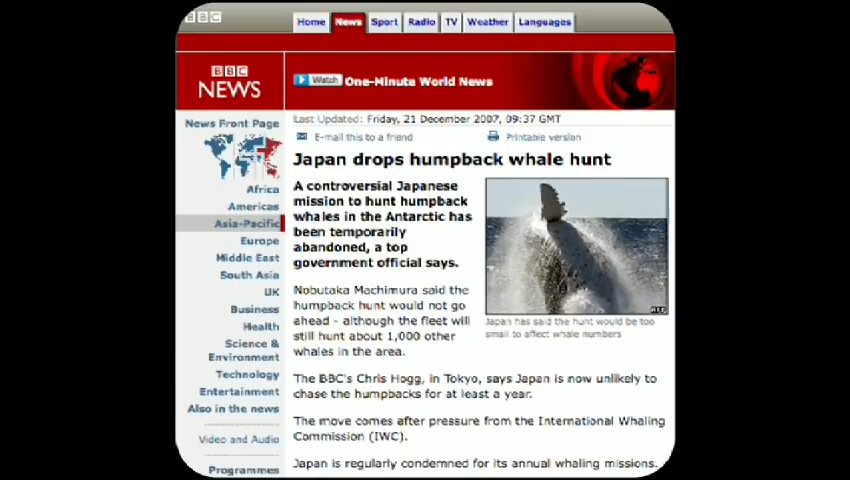 BBC
Home News Sport Radio TV Weather Languages
BBC
NEWS
Watch One-Minute World News
Last Updated: Friday, 21 December 2007, 09:37 GMT
E-mail this to a friend Printable version
News Front Page
Africa
Americas
Asia-Pacific
Europe
Middle East
South Asia
UK
Business
Health
Science &
Environment
Technology
Entertainment
Also in the news
Video and Audio
Programmes
Japan drops humpback whale hunt
A controversial Japanese
mission to hunt humpback
whales in the Antarctic has
been temporarily
abandoned, a top
government official says.
Nobutaka Machimura said the
humpback hunt would not go
ahead - although the fleet will
still hunt about 1,000 other
whales in the area.
Japan has said the hunt would be too
small to affect whale numbers
The BBC's Chris Hogg, in Tokyo, says Japan is now unlikely to
chase the humpbacks for at least a year.
The move comes after pressure from the International Whaling
Commission (IWC).
Japan is regularly condemned for its annual whaling missions.